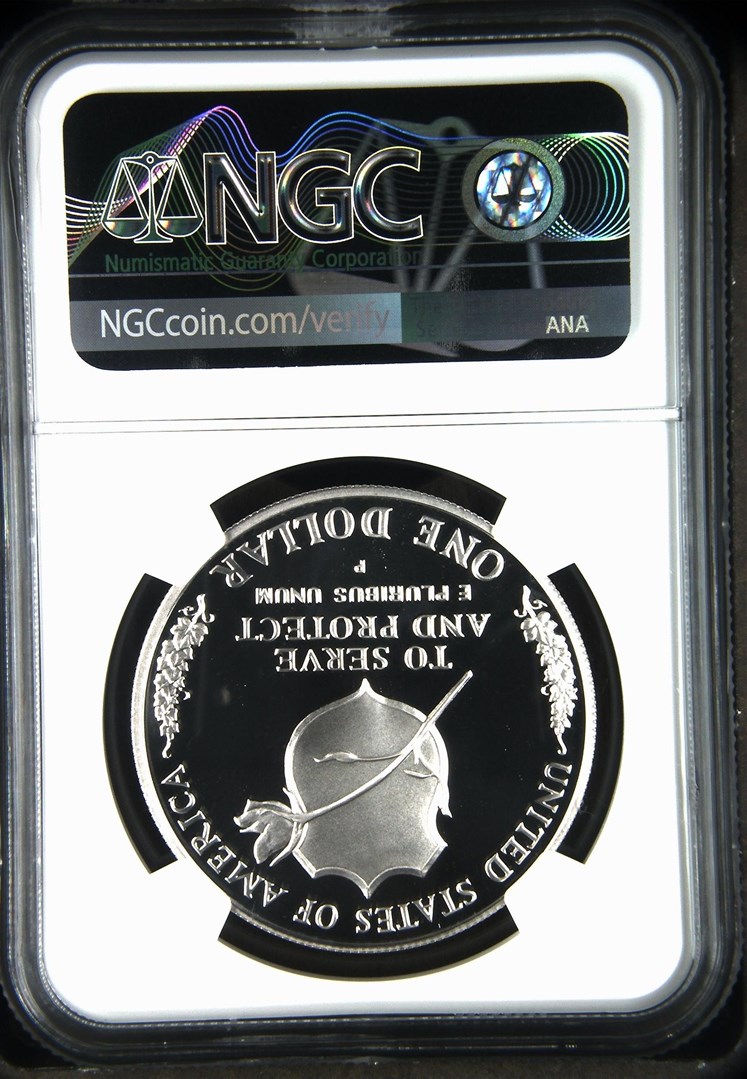 NGC
Numismatic Guaranty Corporation
NGCcoin.com/verify
ANA
UNITED STATES OF AMERICA
TO SERVE
AND PROTECT
E PLURIBUS UNUM
P
ONE DOLLAR